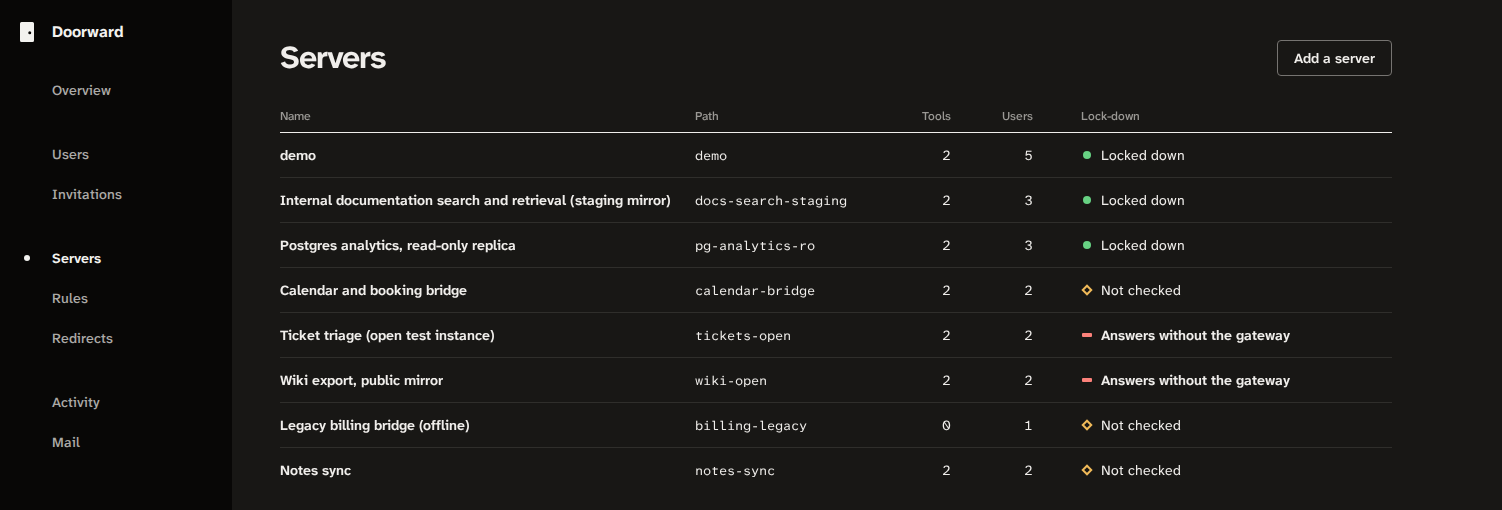 Doorward
Overview
Users
Invitations
Servers
Rules
Redirects
Activity
Mail
Servers
Add a server
Name Path Tools Users Lock-down
demo demo 2 5 Locked down
Internal documentation search and retrieval (staging mirror) docs-search-staging 2 3 Locked down
Postgres analytics, read-only replica pg-analytics-ro 2 3 Locked down
Calendar and booking bridge calendar-bridge 2 2 Not checked
Ticket triage (open test instance) tickets-open 2 2 Answers without the gateway
Wiki export, public mirror wiki-open 2 2 Answers without the gateway
Legacy billing bridge (offline) billing-legacy 0 1 Not checked
Notes sync notes-sync 2 2 Not checked